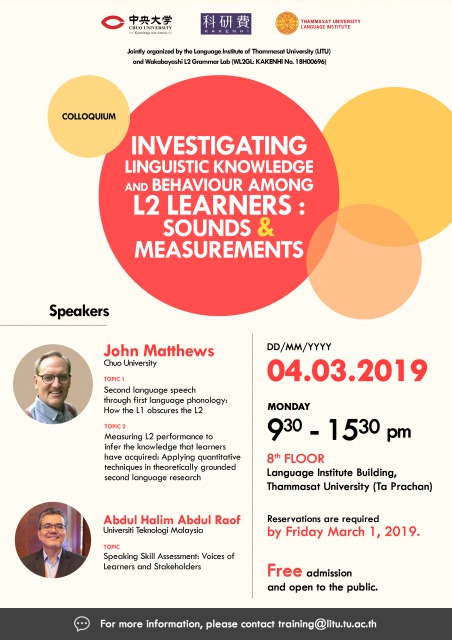 中央大学
CHUO UNIVERSITY
Knowledge into Action
科研費
KAKENHI
THAMMASAT UNIVERSITY
LANGUAGE INSTITUTE
Jointly organized by the Language Institute of Thammasat University (LITU)
and Wakabayashi L2 Grammar Lab (WL2GL: KAKENHI No. 18H00696)
COLLOQUIUM
INVESTIGATING
LINGUISTIC KNOWLEDGE
AND BEHAVIOUR AMONG
L2 LEARNERS :
SOUNDS &
MEASUREMENTS
Speakers
John Matthews
Chuo University
TOPIC 1
Second language speech
through first language phonology:
How the L1 obscures the L2
TOPIC 2
Measuring L2 performance to
infer the knowledge that learners
have acquired: Applying quantitative
techniques in theoretically grounded
second language research
Abdul Halim Abdul Raof
Universiti Teknologi Malaysia
TOPIC
Speaking Skill Assessment: Voices of
Learners and Stakeholders
DD/MM/YYYY
04.03.2019
MONDAY
930 - 1530 pm
8th FLOOR
Language Institute Building,
Thammasat University (Ta Prachan)
Reservations are required
by Friday March 1, 2019.
Free admission
and open to the public.
For more information, please contact training@litu.tu.ac.th